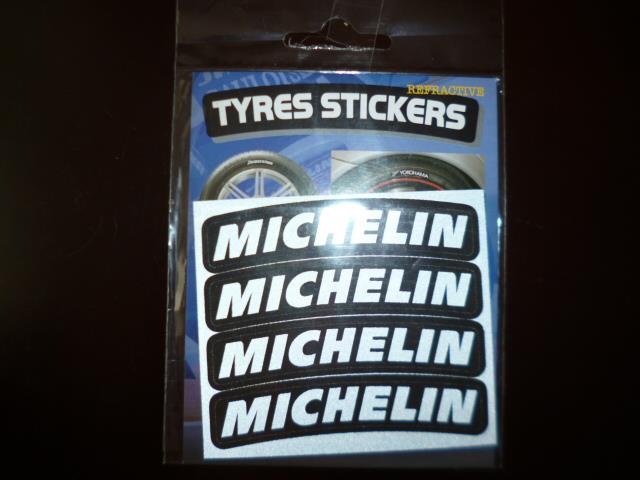 REFRACTIVE
TYRES STICKERS
YOKOHAMA
MICHELIN
MICHELIN
MICHELIN
MICHELIN